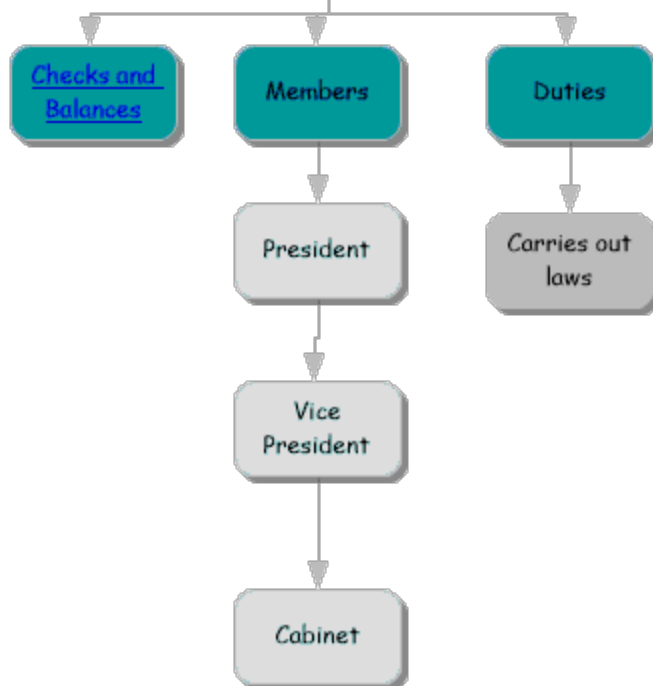 Checks and
Balances
Members
Duties
President
Carries out
laws
Vice
President
Cabinet